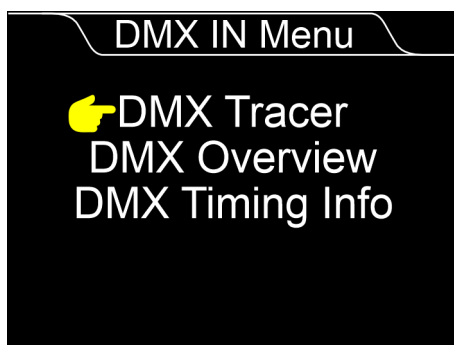 DMX IN Menu
DMX Tracer
DMX Overview
DMX Timing Info